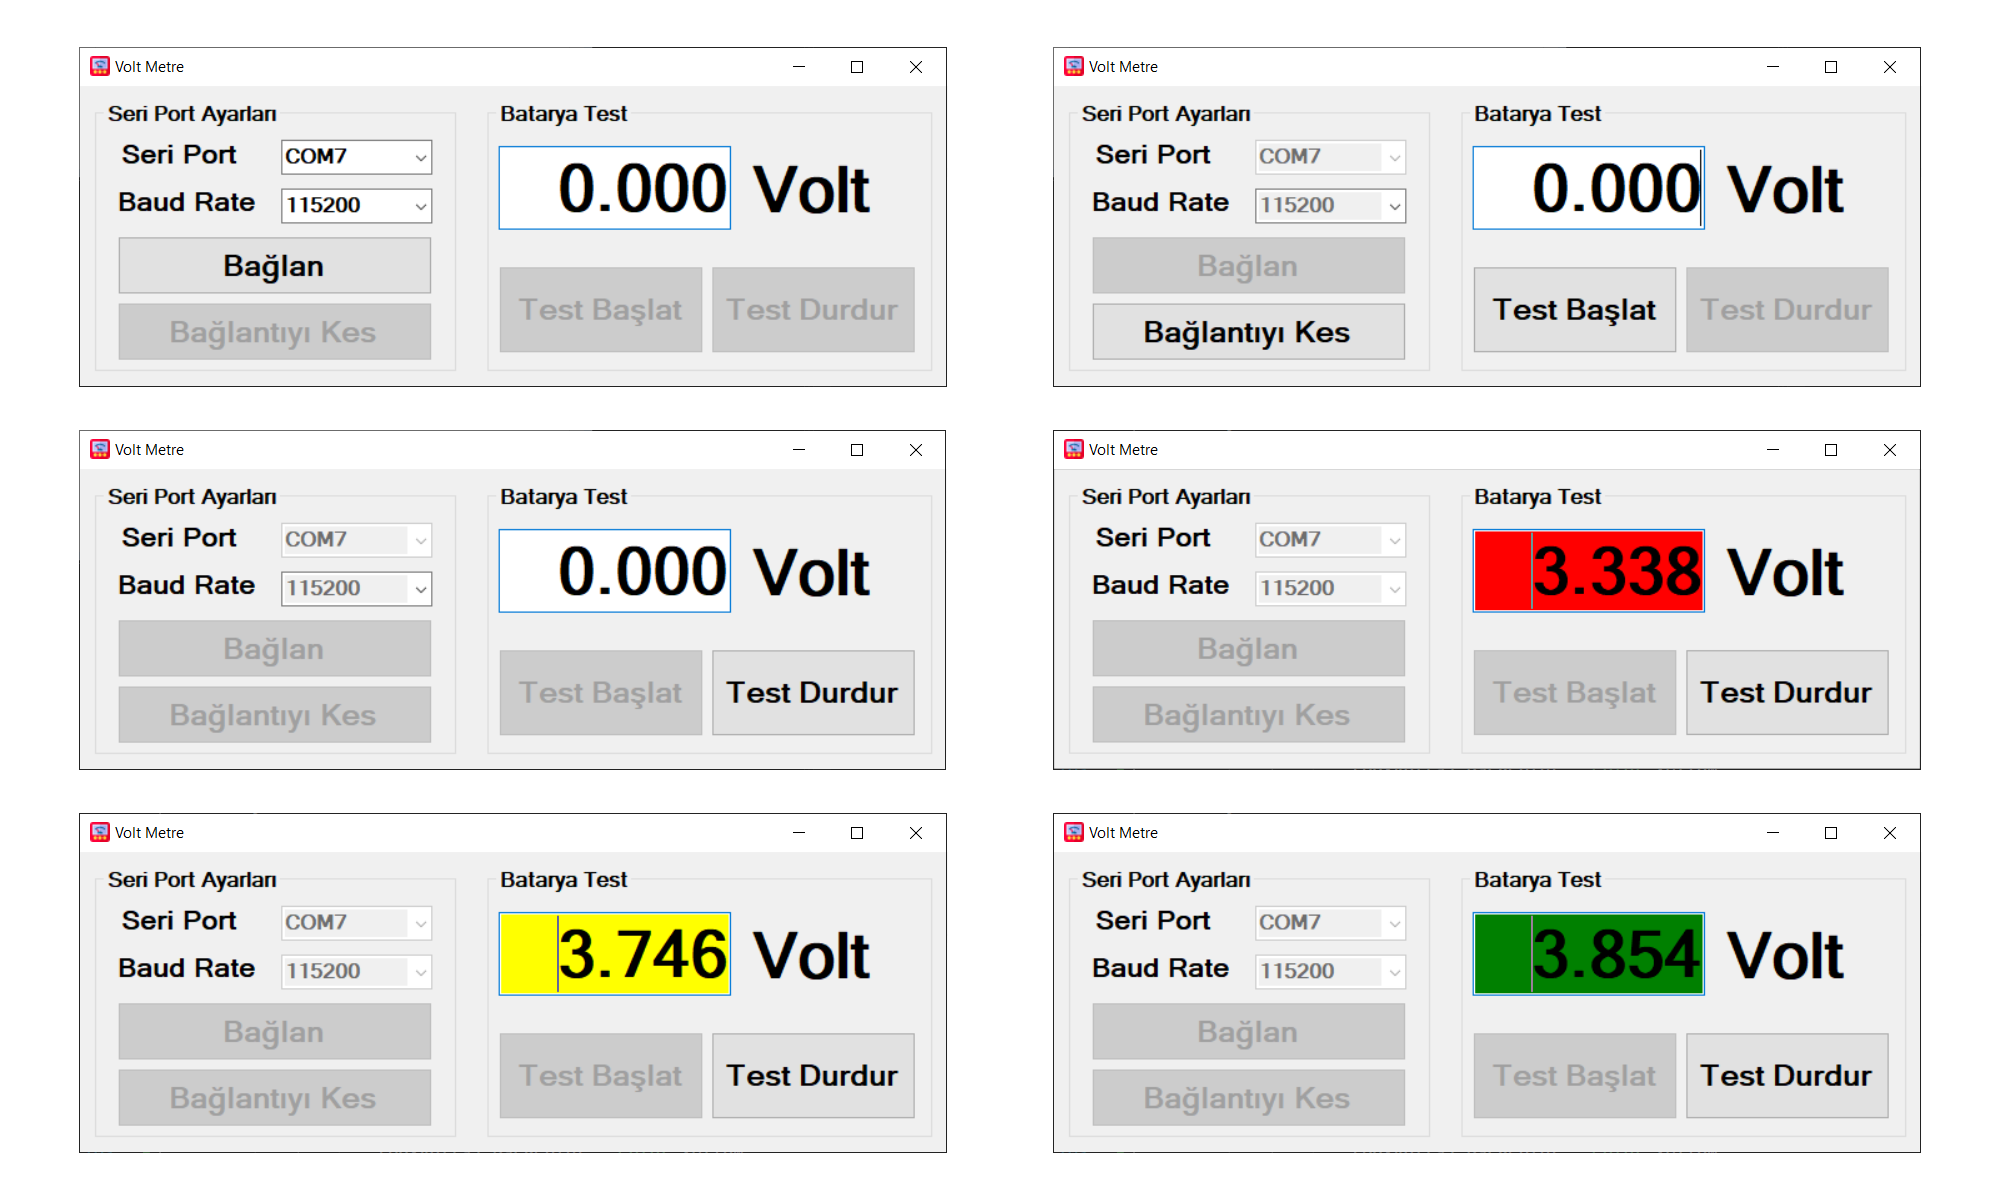 Volt Metre
Seri Port Ayarları
Seri Port COM7
Baud Rate 115200
Bağlan
Bağlantıyı Kes
Batarya Test
0.000 Volt
Test Başlat Test Durdur
Volt Metre
Seri Port Ayarları
Seri Port COM7
Baud Rate 115200
Bağlan
Bağlantıyı Kes
Batarya Test
0.000 Volt
Test Başlat Test Durdur
Volt Metre
Seri Port Ayarları
Seri Port COM7
Baud Rate 115200
Bağlan
Bağlantıyı Kes
Batarya Test
0.000 Volt
Test Başlat Test Durdur
Volt Metre
Seri Port Ayarları
Seri Port COM7
Baud Rate 115200
Bağlan
Bağlantıyı Kes
Batarya Test
3.338 Volt
Test Başlat Test Durdur
Volt Metre
Seri Port Ayarları
Seri Port COM7
Baud Rate 115200
Bağlan
Bağlantıyı Kes
Batarya Test
3.746 Volt
Test Başlat Test Durdur
Volt Metre
Seri Port Ayarları
Seri Port COM7
Baud Rate 115200
Bağlan
Bağlantıyı Kes
Batarya Test
3.854 Volt
Test Başlat Test Durdur